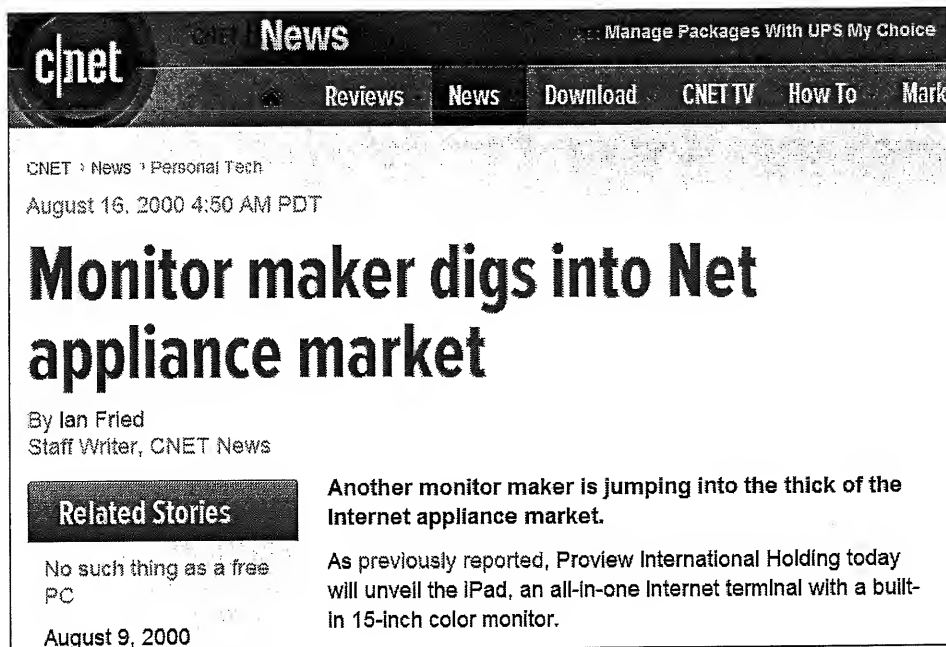 c|net
News
Manage Packages With UPS My Choice
Reviews News Download CNET TV How To Mark
CNET › News › Personal Tech
August 16, 2000 4:50 AM PDT
Monitor maker digs into Net
appliance market
By Ian Fried
Staff Writer, CNET News
Related Stories
No such thing as a free
PC
August 9, 2000
Another monitor maker is jumping into the thick of the
Internet appliance market.
As previously reported, Proview International Holding today
will unveil the iPad, an all-in-one Internet terminal with a built-
in 15-inch color monitor.